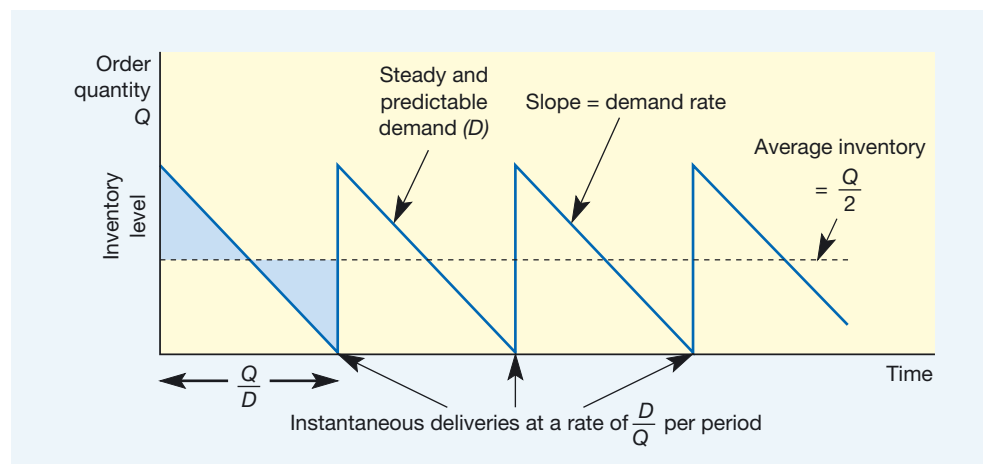 Order
quantity
Q
Steady and
predictable
demand (D)
Slope = demand rate
Average inventory
= Q
2
Inventory
level
Q
D
Time
Instantaneous deliveries at a rate of D/Q per period